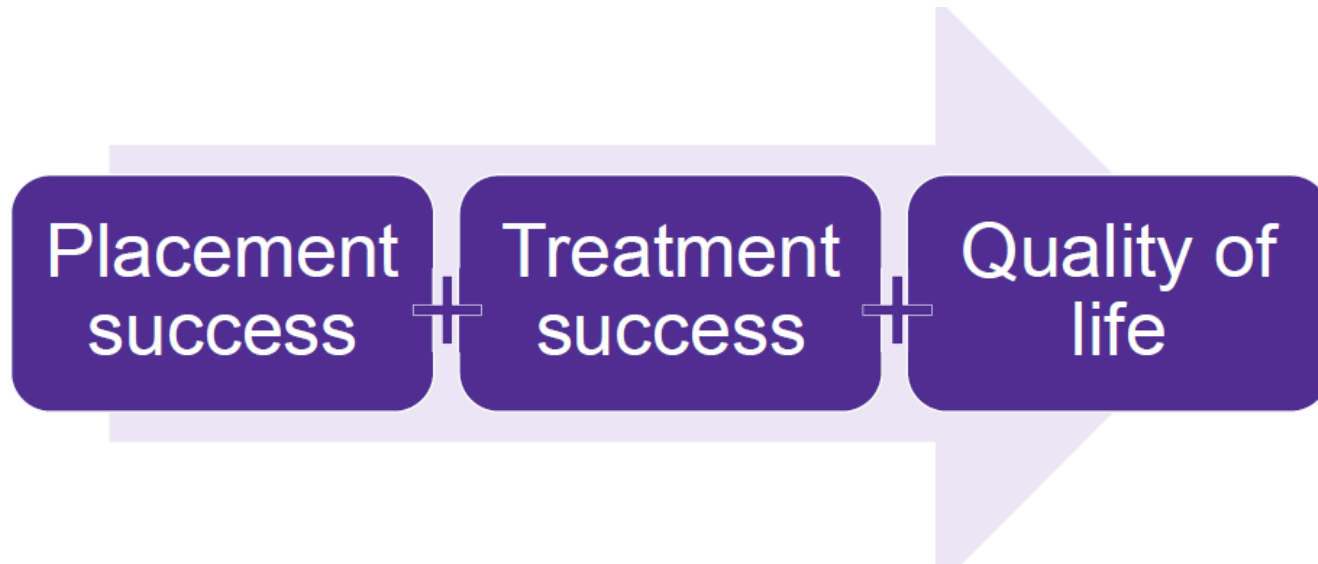 Placement
success
+
Treatment
success
+
Quality of
life